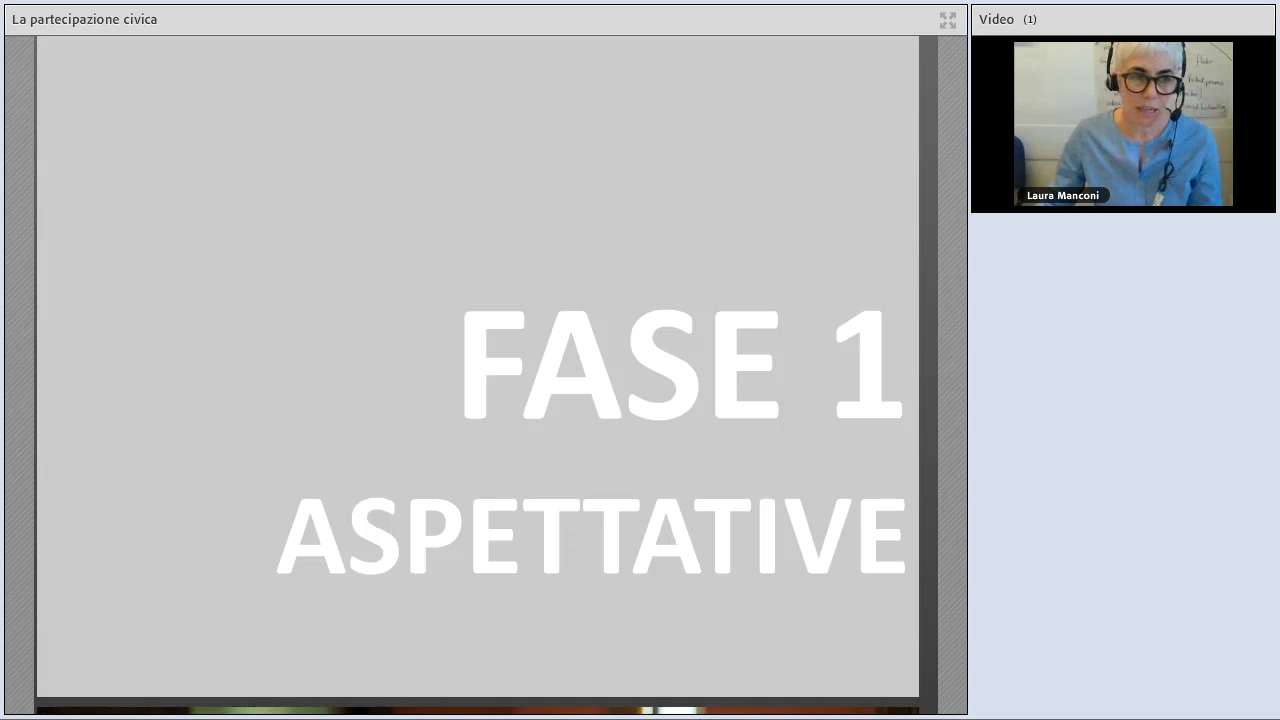 La partecipazione civica
Video (1)
Laura Manconi
FASE 1
ASPETTATIVE